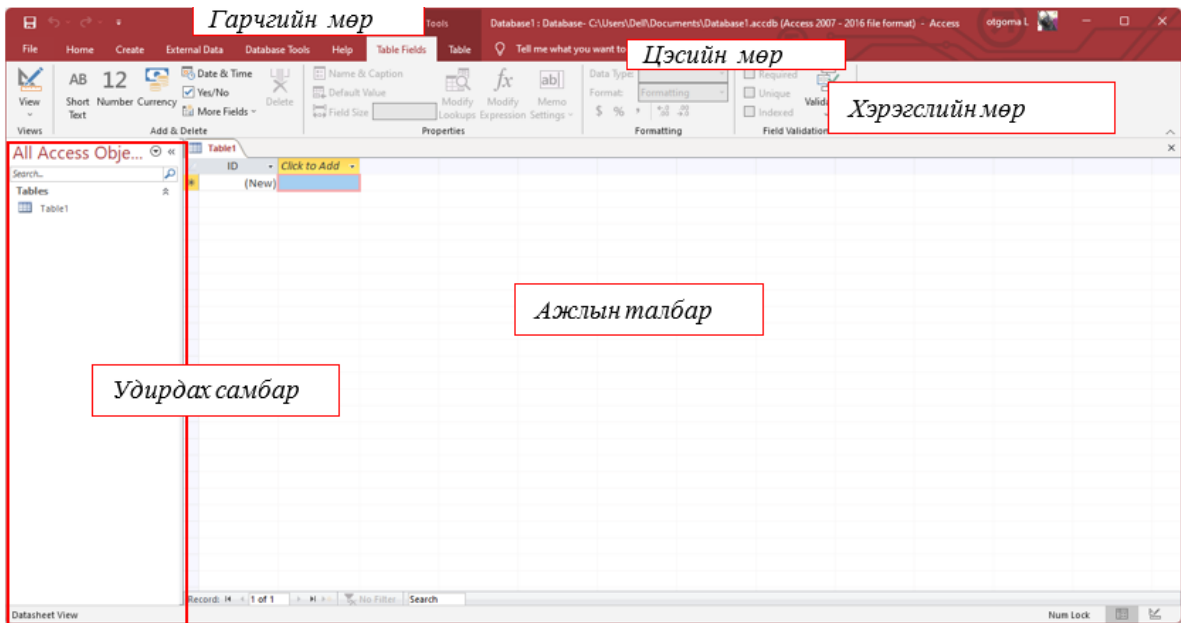 Гарчгийн мөр Tools Database1 : Database- C:\Users\Dell\Documents\Database1.accdb (Access 2007 - 2016 file format) - Access otgoma L
File Home Create External Data Database Tools Help Table Fields Table Tell me what you want to
Цэсийн мөр
View
Views
AB Short Text
12 Number
Currency
Date & Time
Yes/No
More Fields
Delete
Add & Delete
Name & Caption
Default Value
Field Size
Modify Lookups
fx Modify Expression
ab Memo Settings
Properties
Data Type:
Format: Formatting
$ % ,
Formatting
Required
Unique
Indexed
Valida
Field Validation
Хэрэгслийн мөр
All Access Obje...
Search...
Tables
Table1
Table1
ID Click to Add
(New)
Ажлын талбар
Удирдах самбар
Record: 1 of 1 No Filter Search
Datasheet View Num Lock